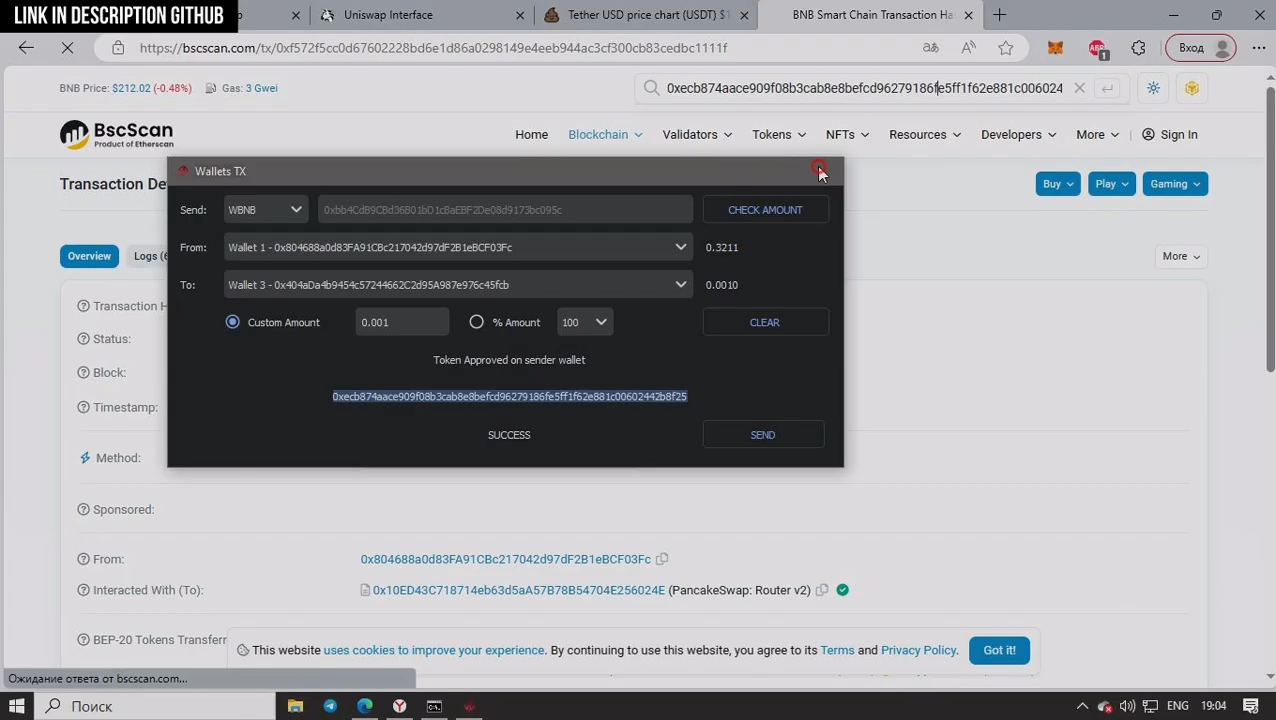 LINK IN DESCRIPTION GITHUB
Uniswap Interface
Tether USD price chart (USDT) $1
BNB Smart Chain Transaction Ha
https://bscscan.com/tx/0xf572f5cc0d67602228bd6e1d86a0298149e4eeb944ac3cf300cb83cedbc1111f
Вход
BNB Price: $212.02 (-0.48%) Gas: 3 Gwei
0xecb874aace909f08b3cab8e8befcd96279186fe5ff1f62e881c006024
BscScan
Product of Etherscan
Home Blockchain Validators Tokens NFTs Resources Developers More Sign In
Transaction De
Buy Play Gaming
Wallets TX
Send: WBNB 0xbb4CdB9CBd36B01bD1cBaEBF2De08d9173bc095c CHECK AMOUNT
From: Wallet 1 - 0x804688a0d83FA91CBc217042d97dF2B1eBCF03Fc 0.3211
To: Wallet 3 - 0x404aDa4b9454c57244662C2d95A987e976c45fcb 0.0010
Custom Amount 0.001 % Amount 100 CLEAR
Token Approved on sender wallet
0xecb874aace909f08b3cab8e8befcd96279186fe5ff1f62e881c00602442b8f25
SUCCESS SEND
Overview Logs (6 More
Transaction H
Status:
Block:
Timestamp:
Method:
Sponsored:
From: 0x804688a0d83FA91CBc217042d97dF2B1eBCF03Fc
Interacted With (To): 0x10ED43C718714eb63d5aA57B78B54704E256024E (PancakeSwap: Router v2)
BEP-20 Tokens Transferr
This website uses cookies to improve your experience. By continuing to use this website, you agree to its Terms and Privacy Policy. Got it!
Ожидание ответа от bscscan.com...
Поиск
ENG 19:04